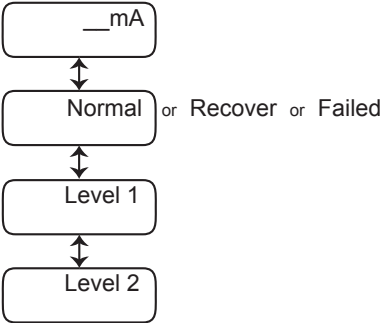 __mA
Normal or Recover or Failed
Level 1
Level 2